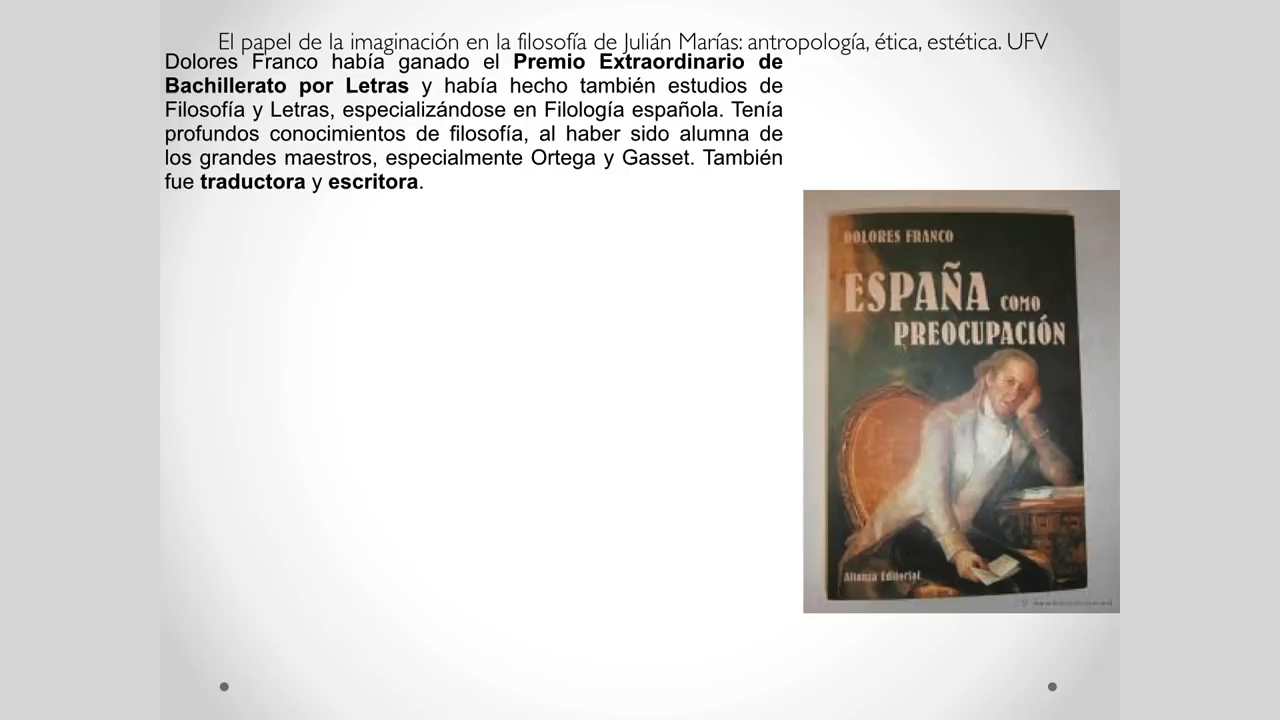 El papel de la imaginación en la filosofía de Julián Marías: antropología, ética, estética. UFV
Dolores Franco había ganado el Premio Extraordinario de
Bachillerato por Letras y había hecho también estudios de
Filosofía y Letras, especializándose en Filología española. Tenía
profundos conocimientos de filosofía, al haber sido alumna de
los grandes maestros, especialmente Ortega y Gasset. También
fue traductora y escritora.
DOLORES FRANCO
ESPAÑA COMO
PREOCUPACIÓN
Alianza Editorial